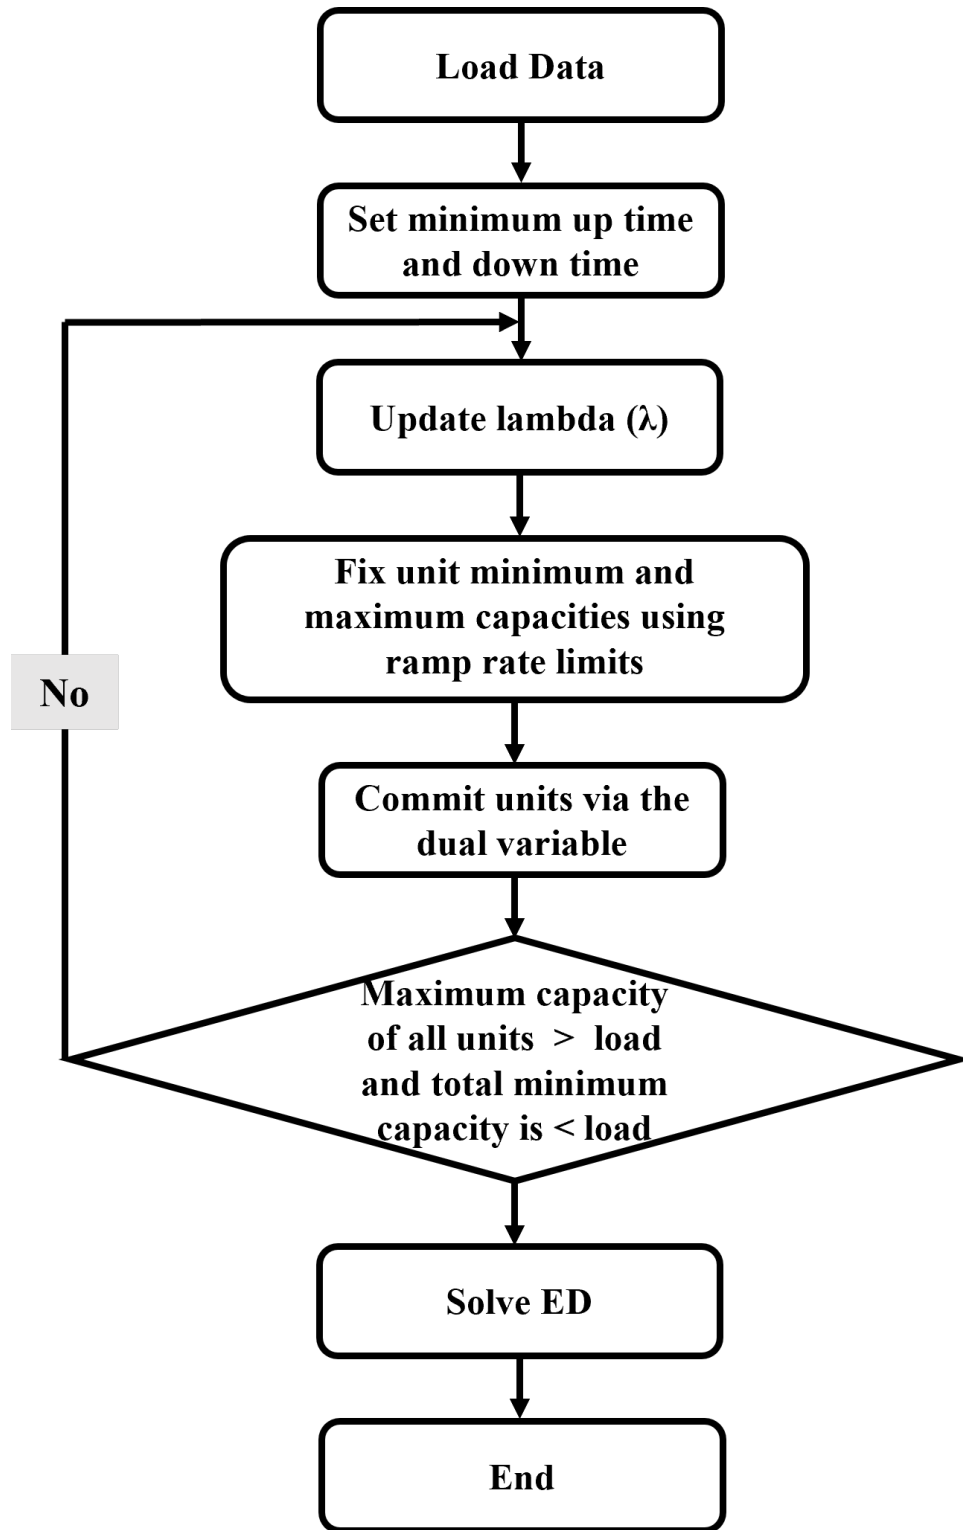 Load Data
Set minimum up time
and down time
Update lambda (λ)
Fix unit minimum and
maximum capacities using
ramp rate limits
No
Commit units via the
dual variable
Maximum capacity
of all units > load
and total minimum
capacity is < load
Solve ED
End